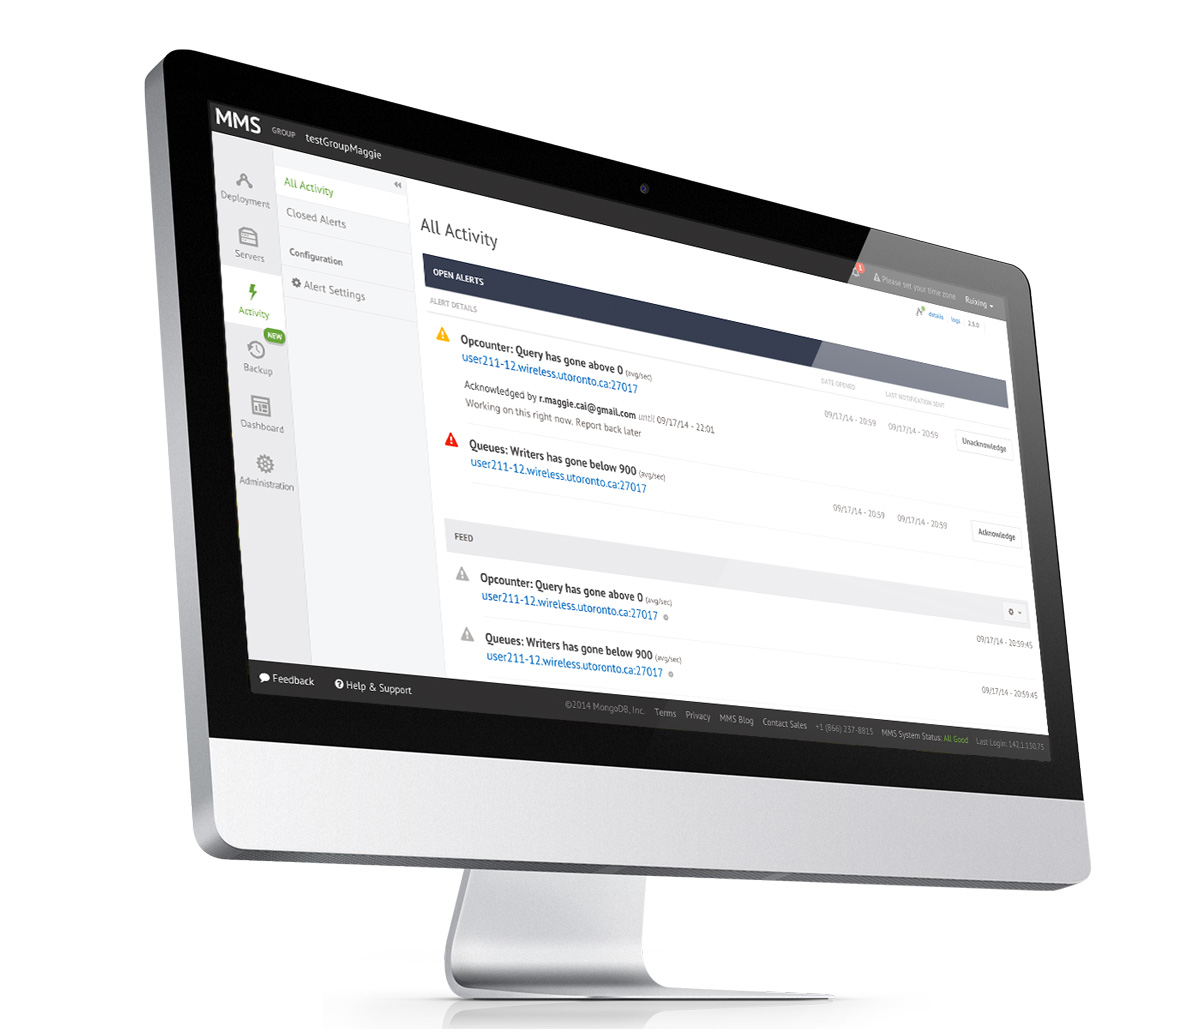 MMS GROUP testGroupMaggie
1 Please set your time zone Ruixing
details logs 2.5.0
Deployment
Servers
Activity
NEW
Backup
Dashboard
Administration
All Activity
Closed Alerts
Configuration
Alert Settings
All Activity
OPEN ALERTS
ALERT DETAILS DATE OPENED LAST NOTIFICATION SENT
Opcounter: Query has gone above 0 (avg/sec)
user211-12.wireless.utoronto.ca:27017
09/17/14 - 20:59 09/17/14 - 20:59 Unacknowledge
Acknowledged by r.maggie.cai@gmail.com until 09/17/14 - 22:01
Working on this right now. Report back later
Queues: Writers has gone below 900 (avg/sec)
user211-12.wireless.utoronto.ca:27017
09/17/14 - 20:59 09/17/14 - 20:59 Acknowledge
FEED
Opcounter: Query has gone above 0 (avg/sec)
user211-12.wireless.utoronto.ca:27017
09/17/14 - 20:59:45
Queues: Writers has gone below 900 (avg/sec)
user211-12.wireless.utoronto.ca:27017
09/17/14 - 20:59:45
Feedback Help & Support
©2014 MongoDB, Inc. Terms Privacy MMS Blog Contact Sales +1 (866) 237-8815 MMS System Status: All Good Last Login: 142.1.150.75